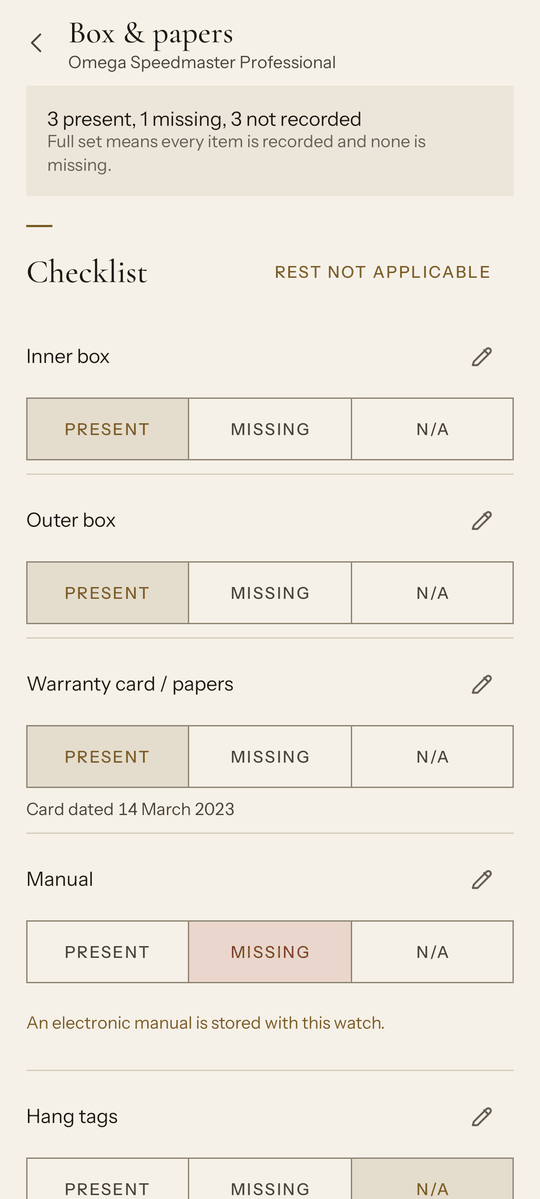 Box & papers
Omega Speedmaster Professional
3 present, 1 missing, 3 not recorded
Full set means every item is recorded and none is
missing.
Checklist
REST NOT APPLICABLE
Inner box
PRESENT MISSING N/A
Outer box
PRESENT MISSING N/A
Warranty card / papers
PRESENT MISSING N/A
Card dated 14 March 2023
Manual
PRESENT MISSING N/A
An electronic manual is stored with this watch.
Hang tags
PRESENT MISSING N/A